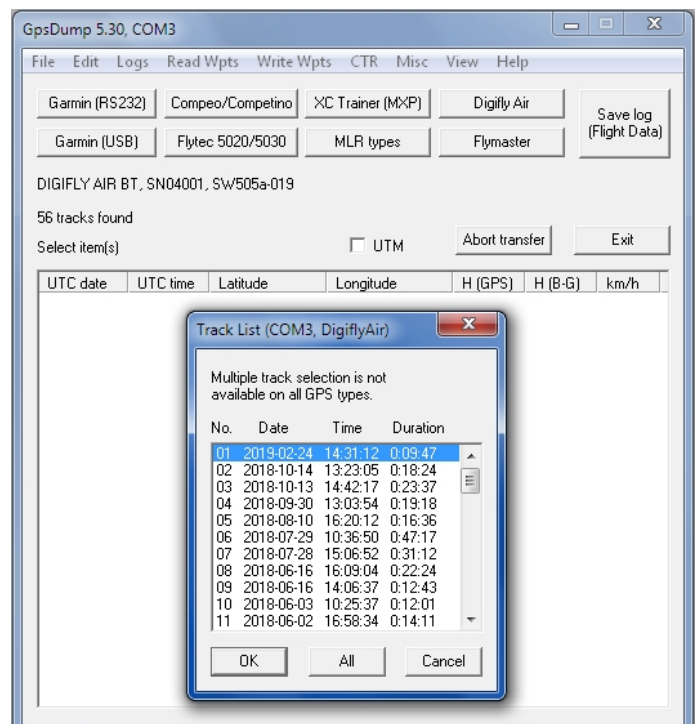 GpsDump 5.30, COM3
File Edit Logs Read Wpts Write Wpts CTR Misc View Help
Garmin (RS232) Compeo/Competino XC Trainer (MXP) Digifly Air
Save log
(Flight Data)
Garmin (USB) Flytec 5020/5030 MLR types Flymaster
DIGIFLY AIR BT, SN04001, SW505a-019
56 tracks found
Select item(s) UTM Abort transfer Exit
UTC date UTC time Latitude Longitude H (GPS) H (B-G) km/h
Track List (COM3, DigiflyAir)
Multiple track selection is not
available on all GPS types.
No. Date Time Duration
01 2019-02-24 14:31:12 0:09:47
02 2018-10-14 13:23:05 0:18:24
03 2018-10-13 14:42:17 0:23:37
04 2018-09-30 13:03:54 0:19:18
05 2018-08-10 16:20:12 0:16:36
06 2018-07-29 10:36:50 0:47:17
07 2018-07-28 15:06:52 0:31:12
08 2018-06-16 16:09:04 0:22:24
09 2018-06-16 14:06:37 0:12:43
10 2018-06-03 10:25:37 0:12:01
11 2018-06-02 16:58:34 0:14:11
OK All Cancel